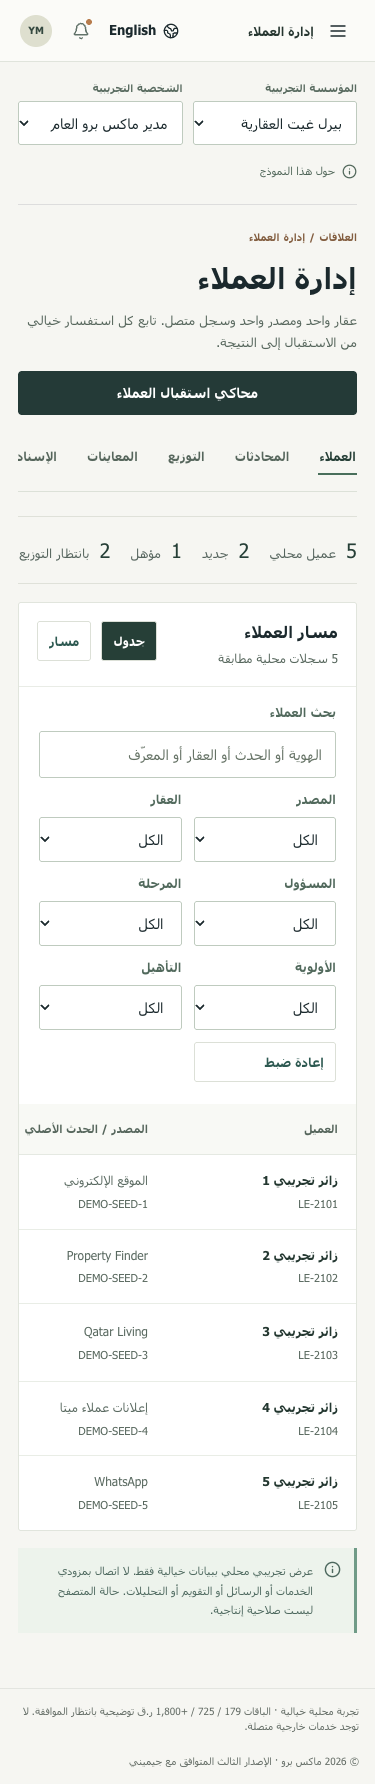 إدارة العملاء
English
YM
المؤسسة التجريبية
الشخصية التجريبية
بيرل غيت العقارية
مدير ماكس برو العام
حول هذا النموذج
العلاقات / إدارة العملاء
إدارة العملاء
عقار واحد ومصدر واحد وسجل متصل. تابع كل استفسار خيالي
من الاستقبال إلى النتيجة.
محاكي استقبال العملاء
العملاء المحادثات التوزيع المعاينات الإسناد
5 عميل محلي 2 جديد 1 مؤهل 2 بانتظار التوزيع
مسار العملاء
جدول
مسار
5 سجلات محلية مطابقة
بحث العملاء
الهوية أو الحدث أو العقار أو المعرّف
المصدر
العقار
الكل
الكل
المسؤول
المرحلة
الكل
الكل
الأولوية
التأهيل
الكل
الكل
إعادة ضبط
العميل
المصدر / الحدث الأصلي
زائر تجريبي 1
الموقع الإلكتروني
LE-2101
DEMO-SEED-1
زائر تجريبي 2
Property Finder
LE-2102
DEMO-SEED-2
زائر تجريبي 3
Qatar Living
LE-2103
DEMO-SEED-3
زائر تجريبي 4
إعلانات عملاء ميتا
LE-2104
DEMO-SEED-4
زائر تجريبي 5
WhatsApp
LE-2105
DEMO-SEED-5
عرض تجريبي محلي ببيانات خيالية فقط. لا اتصال بمزودي
الخدمات أو الرسائل أو التقويم أو التحليلات. حالة المتصفح
ليست صلاحية إنتاجية.
تجربة محلية خيالية · الباقات 179 / 725 / +1,800 ر.ق توضيحية بانتظار الموافقة. لا
توجد خدمات خارجية متصلة.
© 2026 ماكس برو · الإصدار الثالث المتوافق مع جيميني